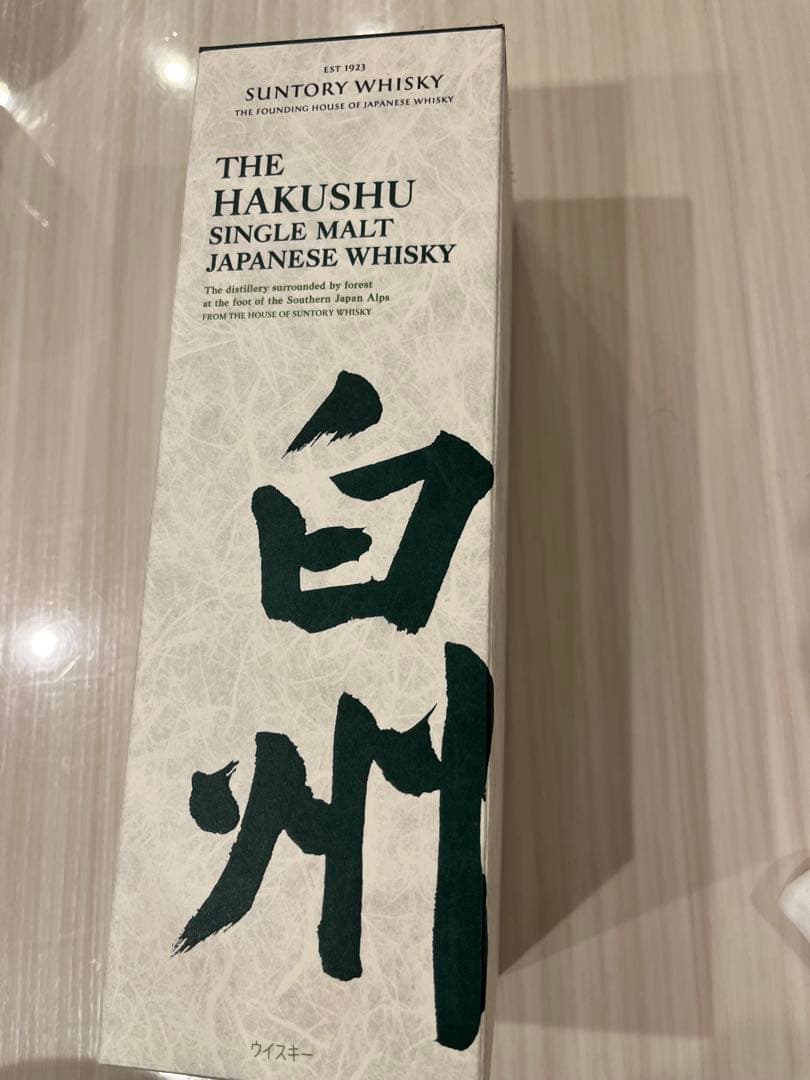 EST 1923
SUNTORY WHISKY
THE FOUNDING HOUSE OF JAPANESE WHISKY
THE
HAKUSHU
SINGLE MALT
JAPANESE WHISKY
The distillery surrounded by forest
at the foot of the Southern Japan Alps
FROM THE HOUSE OF SUNTORY WHISKY
白
州
ウイスキー